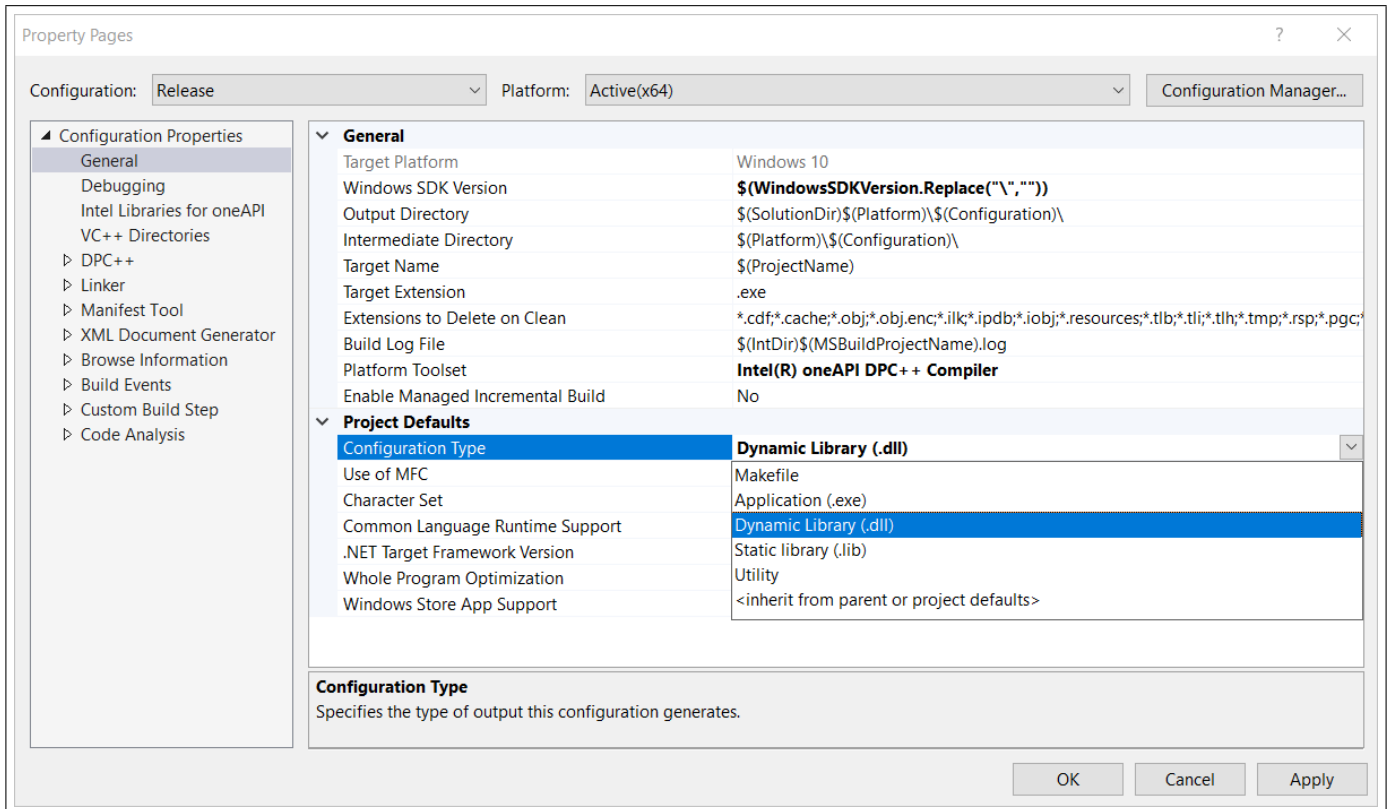 Property Pages
Configuration: Release Platform: Active(x64) Configuration Manager...
Configuration Properties
General
Debugging
Intel Libraries for oneAPI
VC++ Directories
DPC++
Linker
Manifest Tool
XML Document Generator
Browse Information
Build Events
Custom Build Step
Code Analysis
General
Target Platform Windows 10
Windows SDK Version $(WindowsSDKVersion.Replace("\",""))
Output Directory $(SolutionDir)$(Platform)\$(Configuration)\
Intermediate Directory $(Platform)\$(Configuration)\
Target Name $(ProjectName)
Target Extension .exe
Extensions to Delete on Clean *.cdf;*.cache;*.obj;*.obj.enc;*.ilk;*.ipdb;*.iobj;*.resources;*.tlb;*.tli;*.tlh;*.tmp;*.rsp;*.pgc;*
Build Log File $(IntDir)$(MSBuildProjectName).log
Platform Toolset Intel(R) oneAPI DPC++ Compiler
Enable Managed Incremental Build No
Project Defaults
Configuration Type Dynamic Library (.dll)
Use of MFC
Character Set
Common Language Runtime Support
.NET Target Framework Version
Whole Program Optimization
Windows Store App Support
Makefile
Application (.exe)
Dynamic Library (.dll)
Static library (.lib)
Utility
<inherit from parent or project defaults>
Configuration Type
Specifies the type of output this configuration generates.
OK Cancel Apply